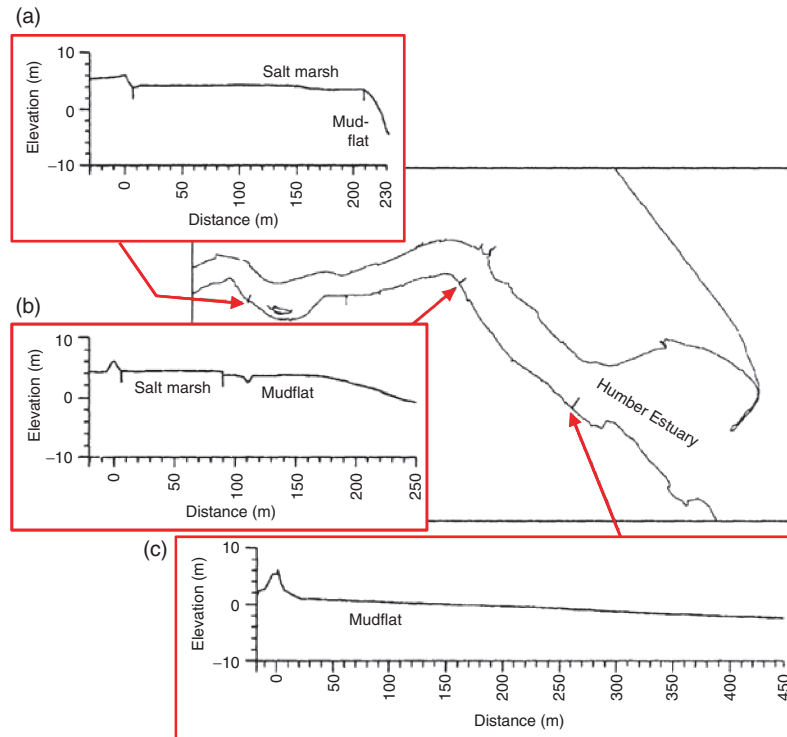 (a)
10
0
−10
Elevation (m)
Salt marsh
Mud-
flat
0
50
100
150
200
230
Distance (m)
(b)
10
0
−10
Elevation (m)
Salt marsh
Mudflat
0
50
100
150
200
250
Distance (m)
Humber Estuary
(c)
10
0
−10
Elevation (m)
Mudflat
0
50
100
150
200
250
300
350
400
450
Distance (m)